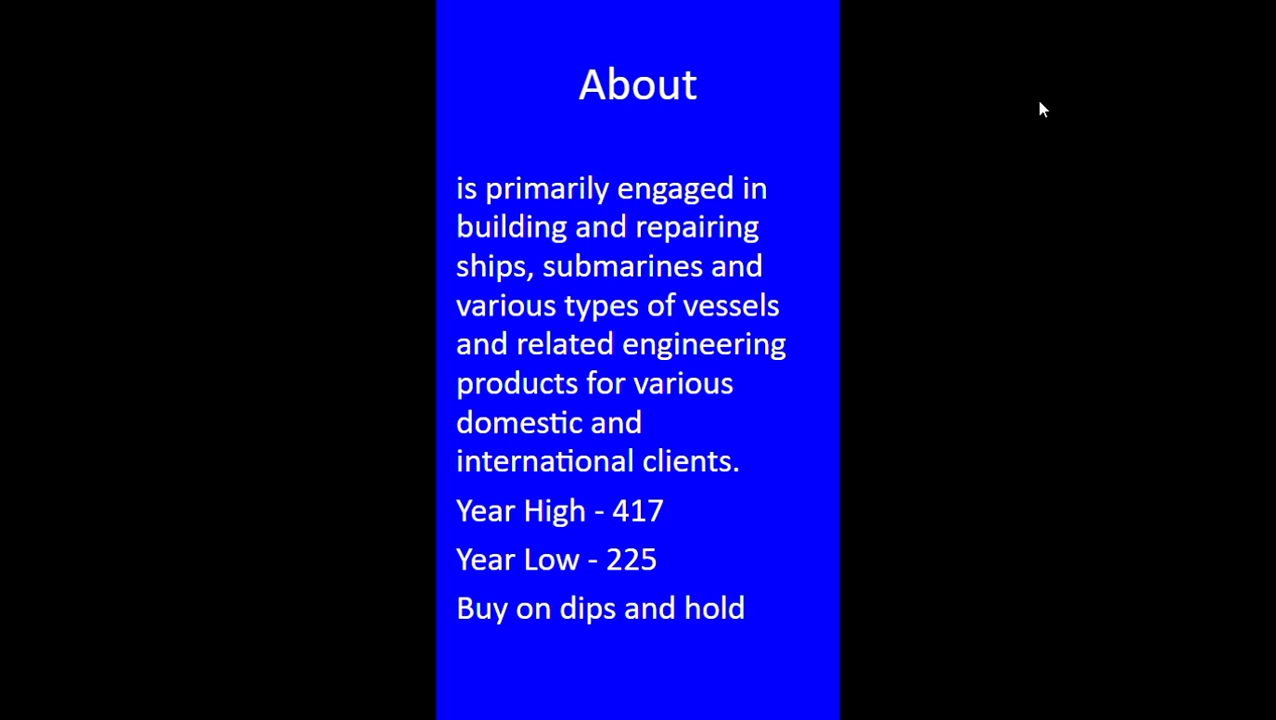 About
is primarily engaged in
building and repairing
ships, submarines and
various types of vessels
and related engineering
products for various
domestic and
international clients.
Year High - 417
Year Low - 225
Buy on dips and hold